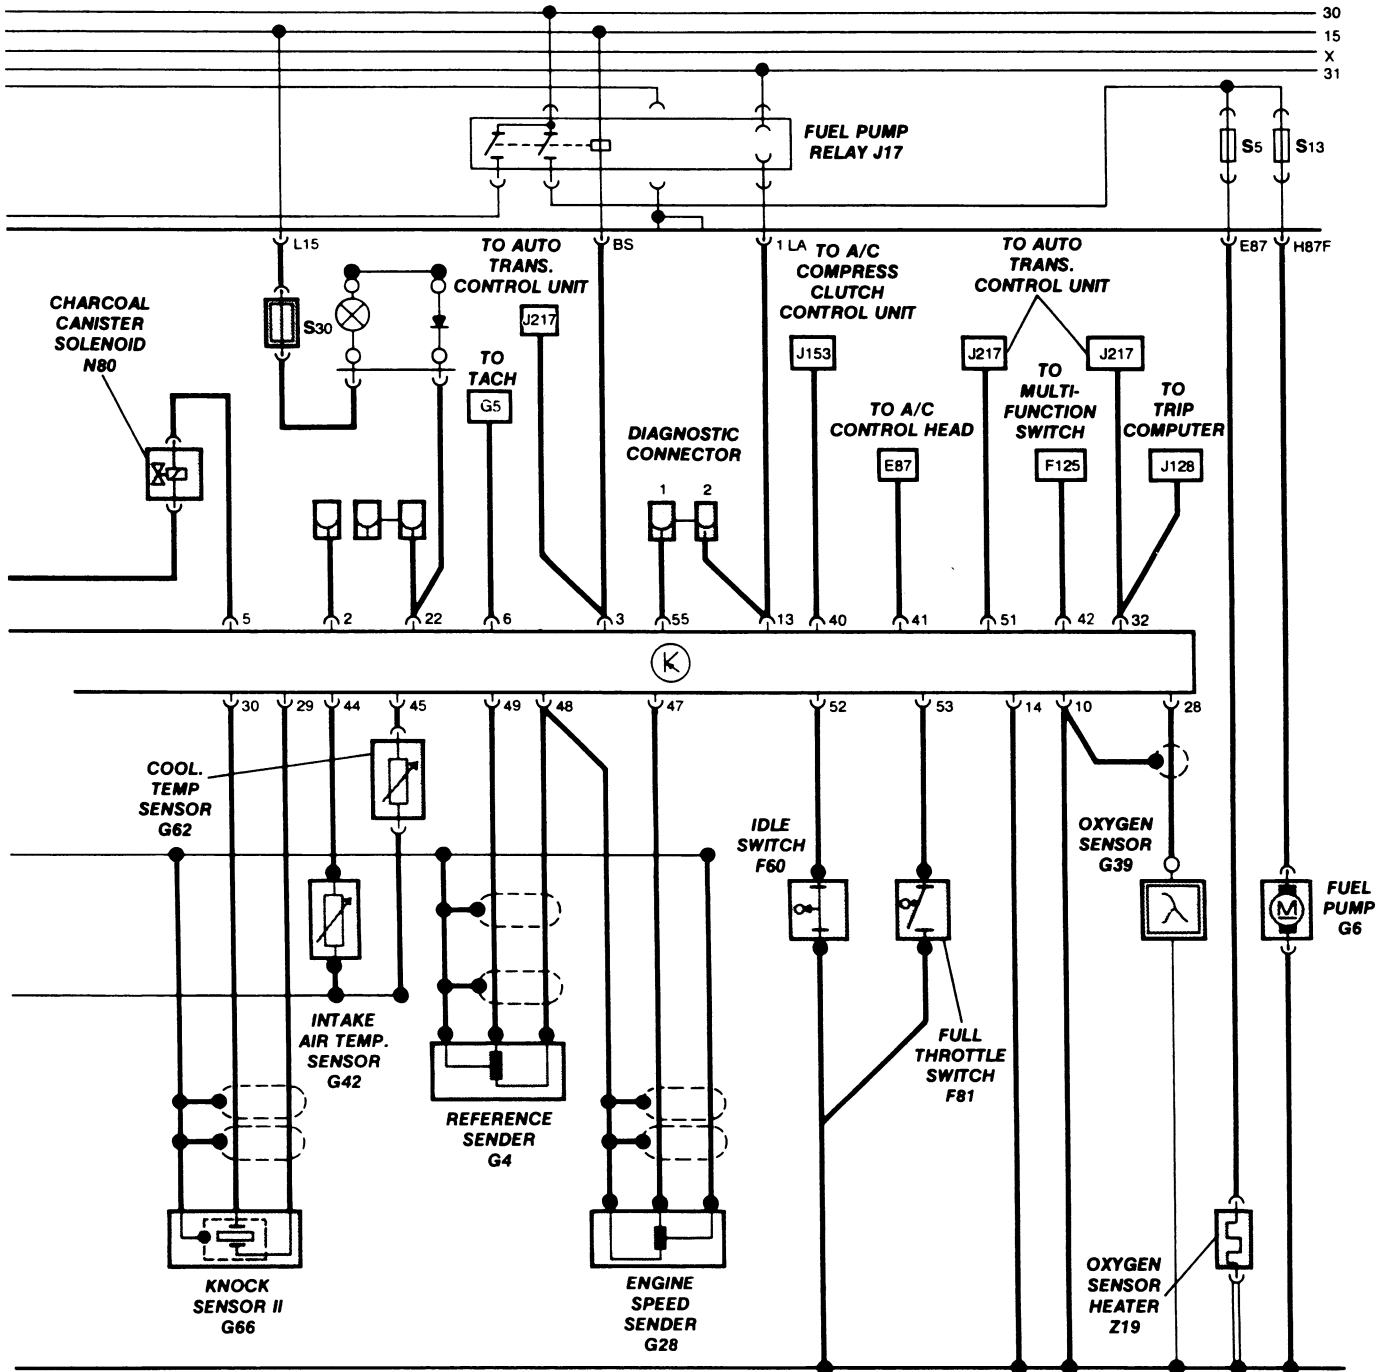 30
15
X
31
FUEL PUMP
RELAY J17
S5
S13
L15
BS
1 LA
E87
H87F
TO AUTO
TRANS.
CONTROL UNIT
TO A/C
COMPRESS
CLUTCH
CONTROL UNIT
TO AUTO
TRANS.
CONTROL UNIT
CHARCOAL
CANISTER
SOLENOID
N80
S30
J217
TO
TACH
G5
J153
J217
J217
TO
MULTI-
FUNCTION
SWITCH
TO
TRIP
COMPUTER
DIAGNOSTIC
CONNECTOR
TO A/C
CONTROL HEAD
E87
F125
J128
1
2
5
2
22
6
3
55
13
40
41
51
42
32
K
30
29
44
45
49
48
47
52
53
14
10
28
COOL.
TEMP
SENSOR
G62
IDLE
SWITCH
F60
OXYGEN
SENSOR
G39
M
FUEL
PUMP
G6
INTAKE
AIR TEMP.
SENSOR
G42
FULL
THROTTLE
SWITCH
F81
REFERENCE
SENDER
G4
KNOCK
SENSOR II
G66
ENGINE
SPEED
SENDER
G28
OXYGEN
SENSOR
HEATER
Z19